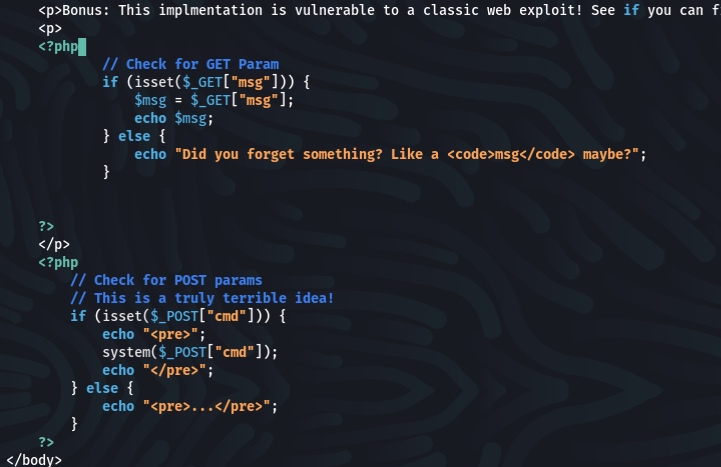 <p>Bonus: This implmentation is vulnerable to a classic web exploit! See if you can f
<p>
<?php
// Check for GET Param
if (isset($_GET["msg"])) {
$msg = $_GET["msg"];
echo $msg;
} else {
echo "Did you forget something? Like a <code>msg</code> maybe?";
}
?>
</p>
<?php
// Check for POST params
// This is a truly terrible idea!
if (isset($_POST["cmd"])) {
echo "<pre>";
system($_POST["cmd"]);
echo "</pre>";
} else {
echo "<pre>...</pre>";
}
?>
</body>